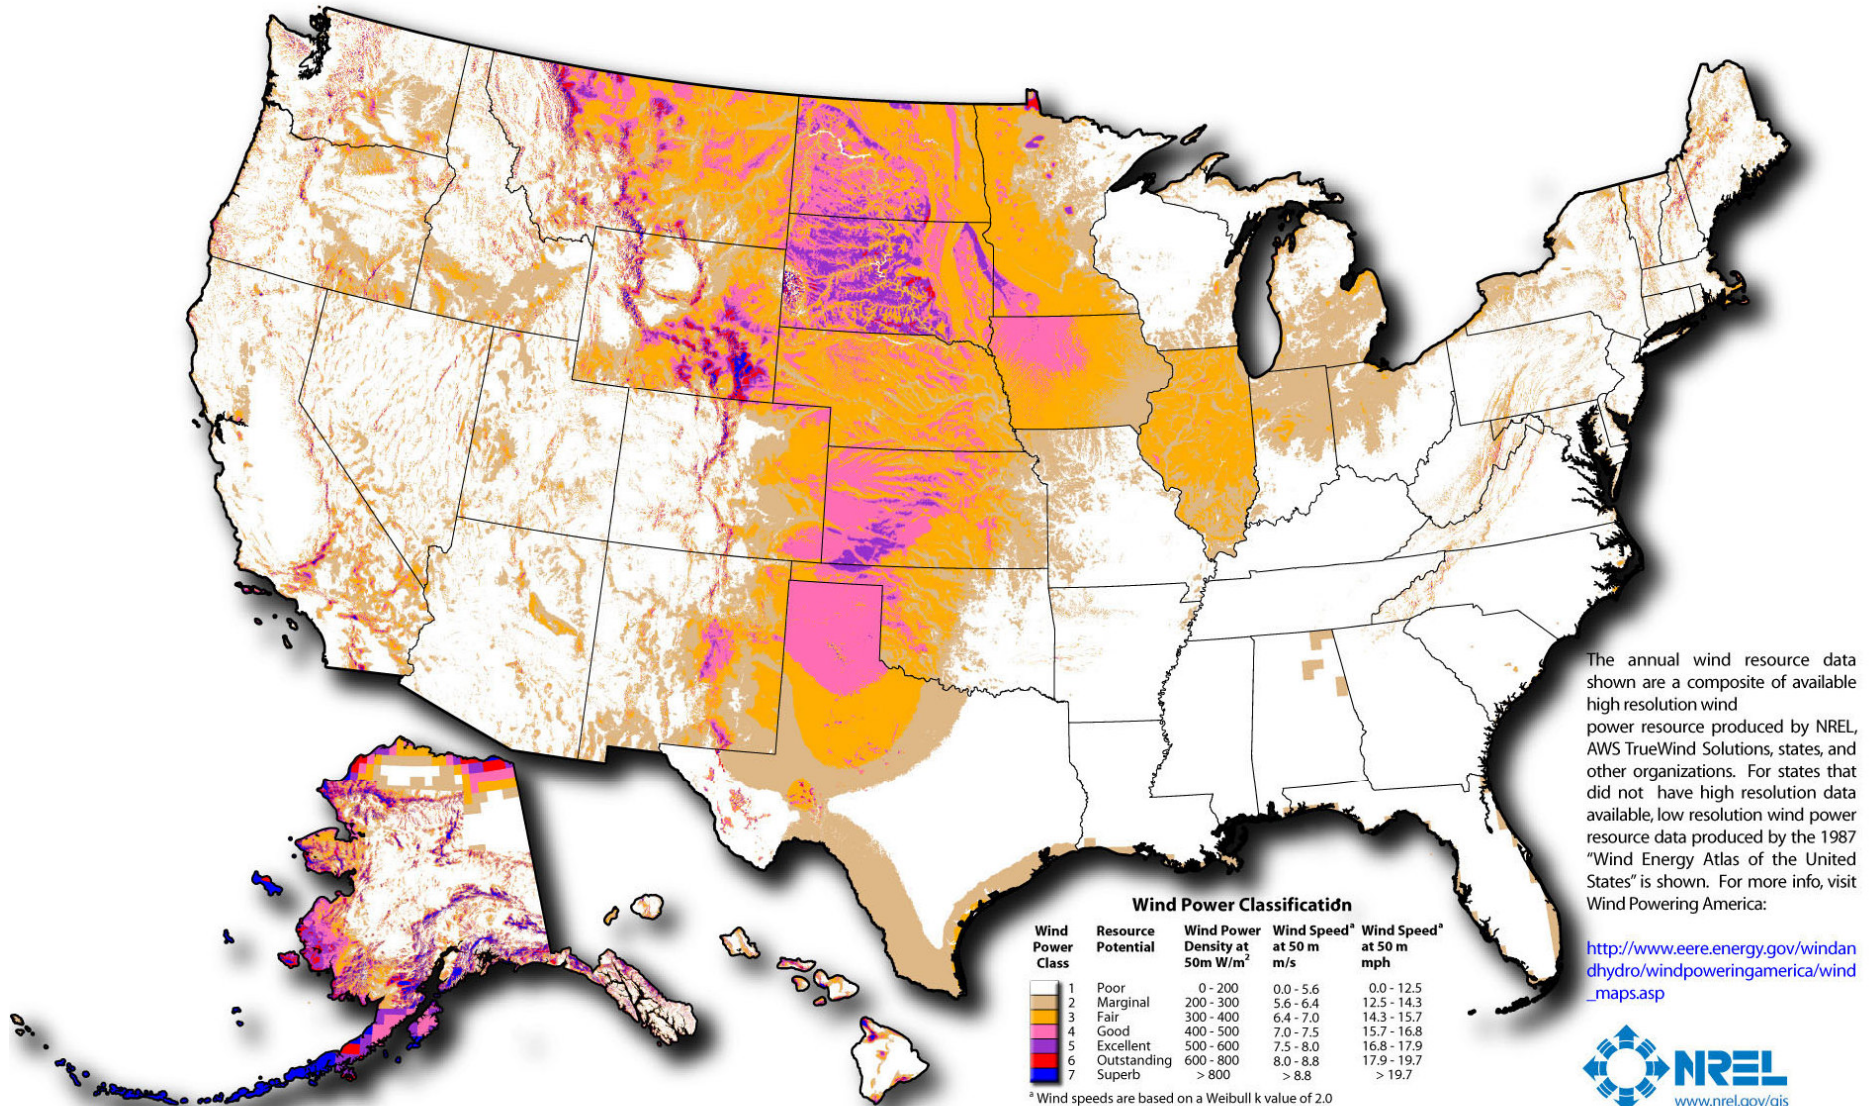 The annual wind resource data
shown are a composite of available
high resolution wind
power resource produced by NREL,
AWS TrueWind Solutions, states, and
other organizations. For states that
did not have high resolution data
available, low resolution wind power
resource data produced by the 1987
"Wind Energy Atlas of the United
States" is shown. For more info, visit
Wind Powering America:
http://www.eere.energy.gov/windan
dhydro/windpoweringamerica/wind
_maps.asp
Wind Power Classification
Wind Resource Wind Power Wind Speedᵃ Wind Speedᵃ
Power Potential Density at at 50 m at 50 m
Class 50m W/m² m/s mph
1 Poor 0 - 200 0.0 - 5.6 0.0 - 12.5
2 Marginal 200 - 300 5.6 - 6.4 12.5 - 14.3
3 Fair 300 - 400 6.4 - 7.0 14.3 - 15.7
4 Good 400 - 500 7.0 - 7.5 15.7 - 16.8
5 Excellent 500 - 600 7.5 - 8.0 16.8 - 17.9
6 Outstanding 600 - 800 8.0 - 8.8 17.9 - 19.7
7 Superb > 800 > 8.8 > 19.7
ᵃ Wind speeds are based on a Weibull k value of 2.0
NREL
www.nrel.gov/gis